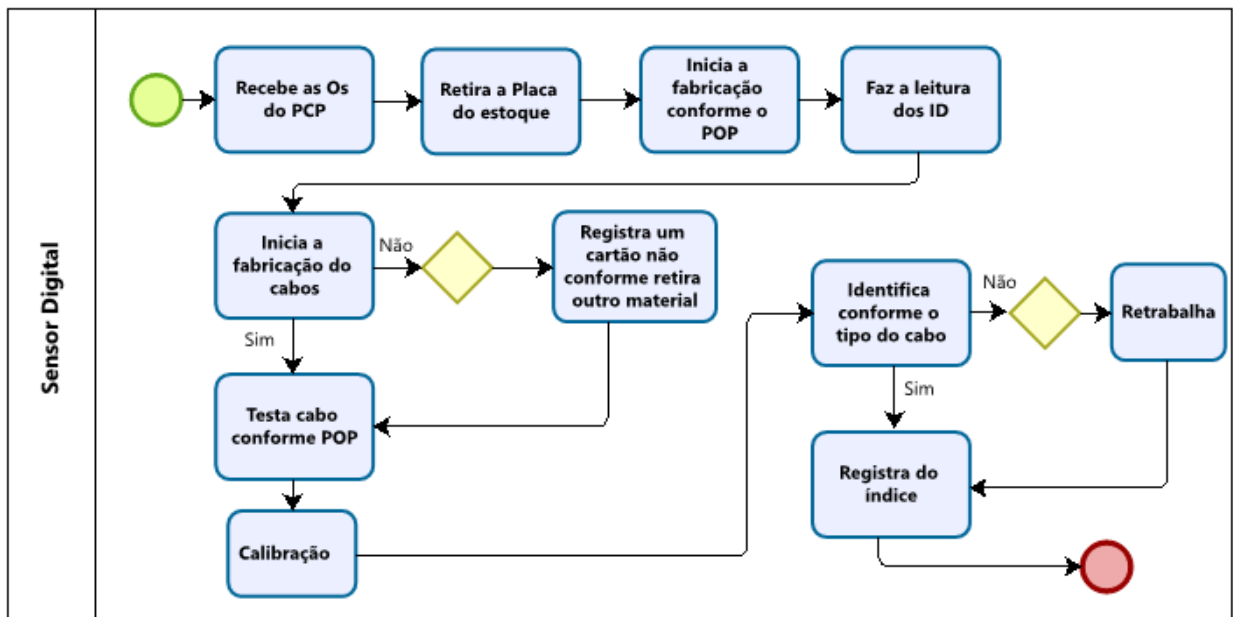 Sensor Digital
Recebe as Os
do PCP
Retira a Placa
do estoque
Inicia a
fabricação
conforme o
POP
Faz a leitura
dos ID
Inicia a
fabricação do
cabos
Não
Registra um
cartão não
conforme retira
outro material
Sim
Testa cabo
conforme POP
Calibração
Identifica
conforme o
tipo do cabo
Não
Retrabalha
Sim
Registra do
índice